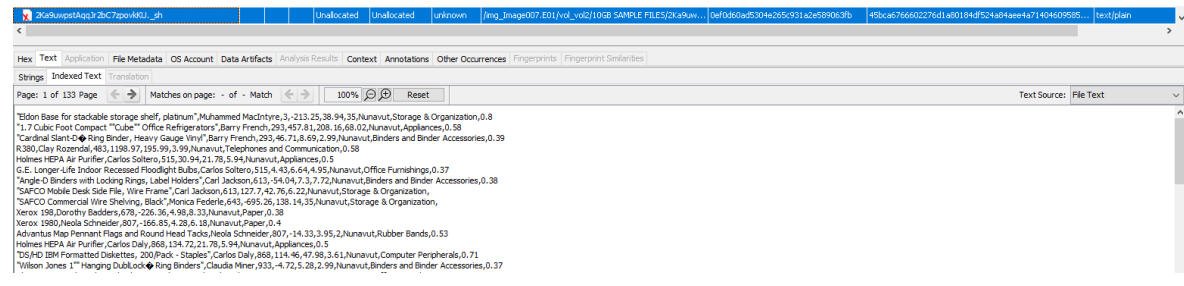 2Ka9uwpstAqqJr2bC7zpovkKU._sh Unallocated Unallocated unknown /img_Image007.E01/vol_vol2/10GB SAMPLE FILES/2Ka9uw... 0ef0d60ad5304e265c931a2e589063fb 45bca6766602276d1a80184df524a84aee4a71404609585... text/plain
Hex Text Application File Metadata OS Account Data Artifacts Analysis Results Context Annotations Other Occurrences Fingerprints Fingerprint Similarities
Strings Indexed Text Translation
Page: 1 of 133 Page Matches on page: - of - Match 100% Reset Text Source: File Text
"Eldon Base for stackable storage shelf, platinum",Muhammed MacIntyre,3,-213.25,38.94,35,Nunavut,Storage & Organization,0.8
"1.7 Cubic Foot Compact ""Cube"" Office Refrigerators",Barry French,293,457.81,208.16,68.02,Nunavut,Appliances,0.58
"Cardinal Slant-D� Ring Binder, Heavy Gauge Vinyl",Barry French,293,46.71,8.69,2.99,Nunavut,Binders and Binder Accessories,0.39
R380,Clay Rozendal,483,1198.97,195.99,3.99,Nunavut,Telephones and Communication,0.58
Holmes HEPA Air Purifier,Carlos Soltero,515,30.94,21.78,5.94,Nunavut,Appliances,0.5
G.E. Longer-Life Indoor Recessed Floodlight Bulbs,Carlos Soltero,515,4.43,6.64,4.95,Nunavut,Office Furnishings,0.37
"Angle-D Binders with Locking Rings, Label Holders",Carl Jackson,613,-54.04,7.3,7.72,Nunavut,Binders and Binder Accessories,0.38
"SAFCO Mobile Desk Side File, Wire Frame",Carl Jackson,613,127.7,42.76,6.22,Nunavut,Storage & Organization,
"SAFCO Commercial Wire Shelving, Black",Monica Federle,643,-695.26,138.14,35,Nunavut,Storage & Organization,
Xerox 198,Dorothy Badders,678,-226.36,4.98,8.33,Nunavut,Paper,0.38
Xerox 1980,Neola Schneider,807,-166.85,4.28,6.18,Nunavut,Paper,0.4
Advantus Map Pennant Flags and Round Head Tacks,Neola Schneider,807,-14.33,3.95,2,Nunavut,Rubber Bands,0.53
Holmes HEPA Air Purifier,Carlos Daly,868,134.72,21.78,5.94,Nunavut,Appliances,0.5
"DS/HD IBM Formatted Diskettes, 200/Pack - Staples",Carlos Daly,868,114.46,47.98,3.61,Nunavut,Computer Peripherals,0.71
"Wilson Jones 1"" Hanging DublLock� Ring Binders",Claudia Miner,933,-4.72,5.28,2.99,Nunavut,Binders and Binder Accessories,0.37